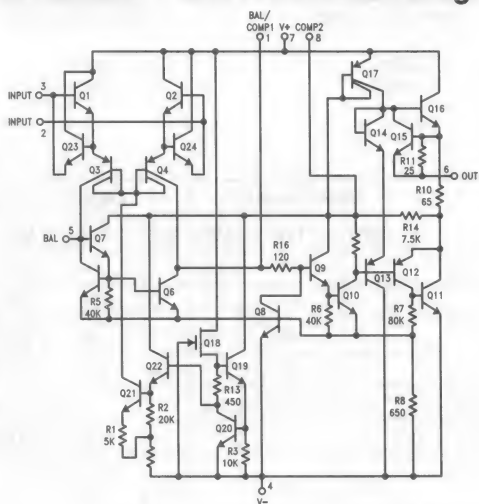 BAL/
COMP1 V+ COMP2
1 7 8
Q17
3
INPUT
Q1
Q2
Q14
Q15
Q16
INPUT
2
Q23
Q24
R11
25
6
OUT
Q3
Q4
R10
65
BAL
5
Q7
R14
7.5K
R16
120
Q9
Q13
Q12
R5
40K
Q6
Q8
R6
40K
Q10
R7
80K
Q11
Q18
Q22
Q19
Q21
R2
20K
R13
450
R8
650
R1
5K
Q20
R3
10K
4
V-